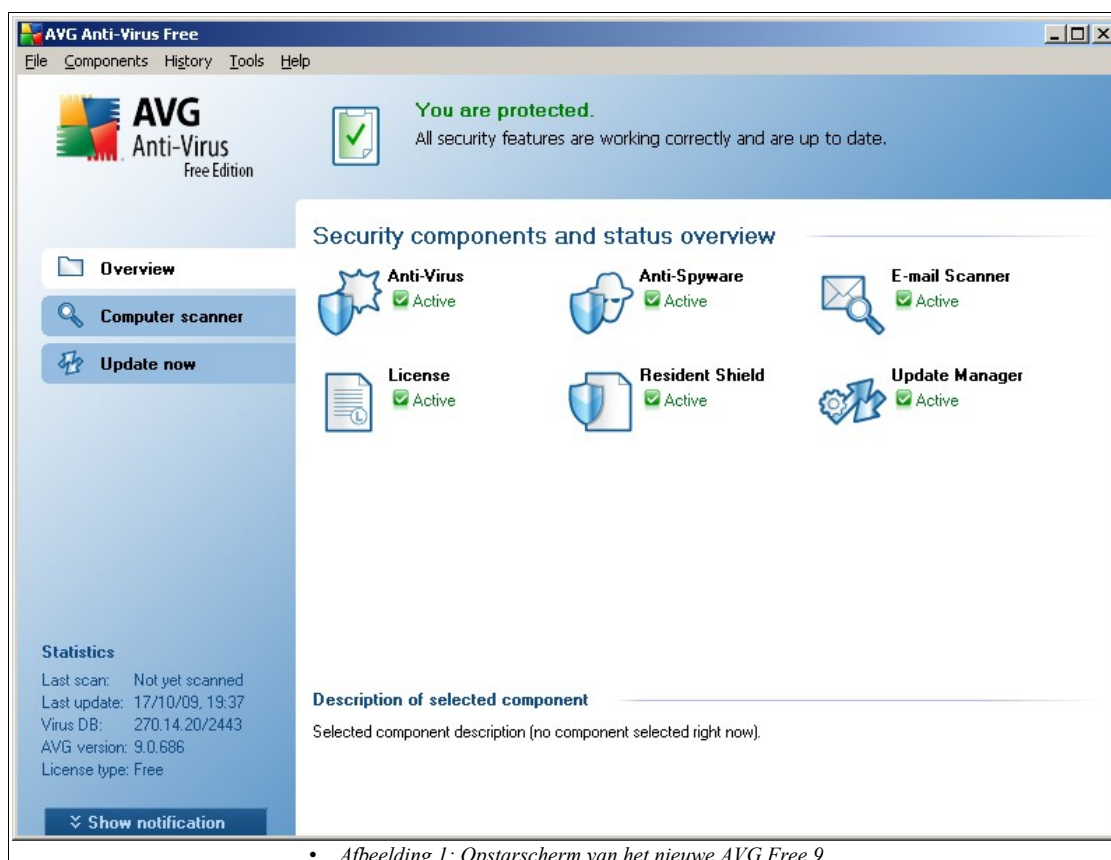 AVG Anti-Virus Free
File Components History Tools Help
AVG
Anti-Virus
Free Edition
You are protected.
All security features are working correctly and are up to date.
Overview
Computer scanner
Update now
Security components and status overview
Anti-Virus
Active
Anti-Spyware
Active
E-mail Scanner
Active
License
Active
Resident Shield
Active
Update Manager
Active
Statistics
Last scan: Not yet scanned
Last update: 17/10/09, 19:37
Virus DB: 270.14.20/2443
AVG version: 9.0.686
License type: Free
Show notification
Description of selected component
Selected component description (no component selected right now).
• Afbeelding 1: Opstarscherm van het nieuwe AVG Free 9